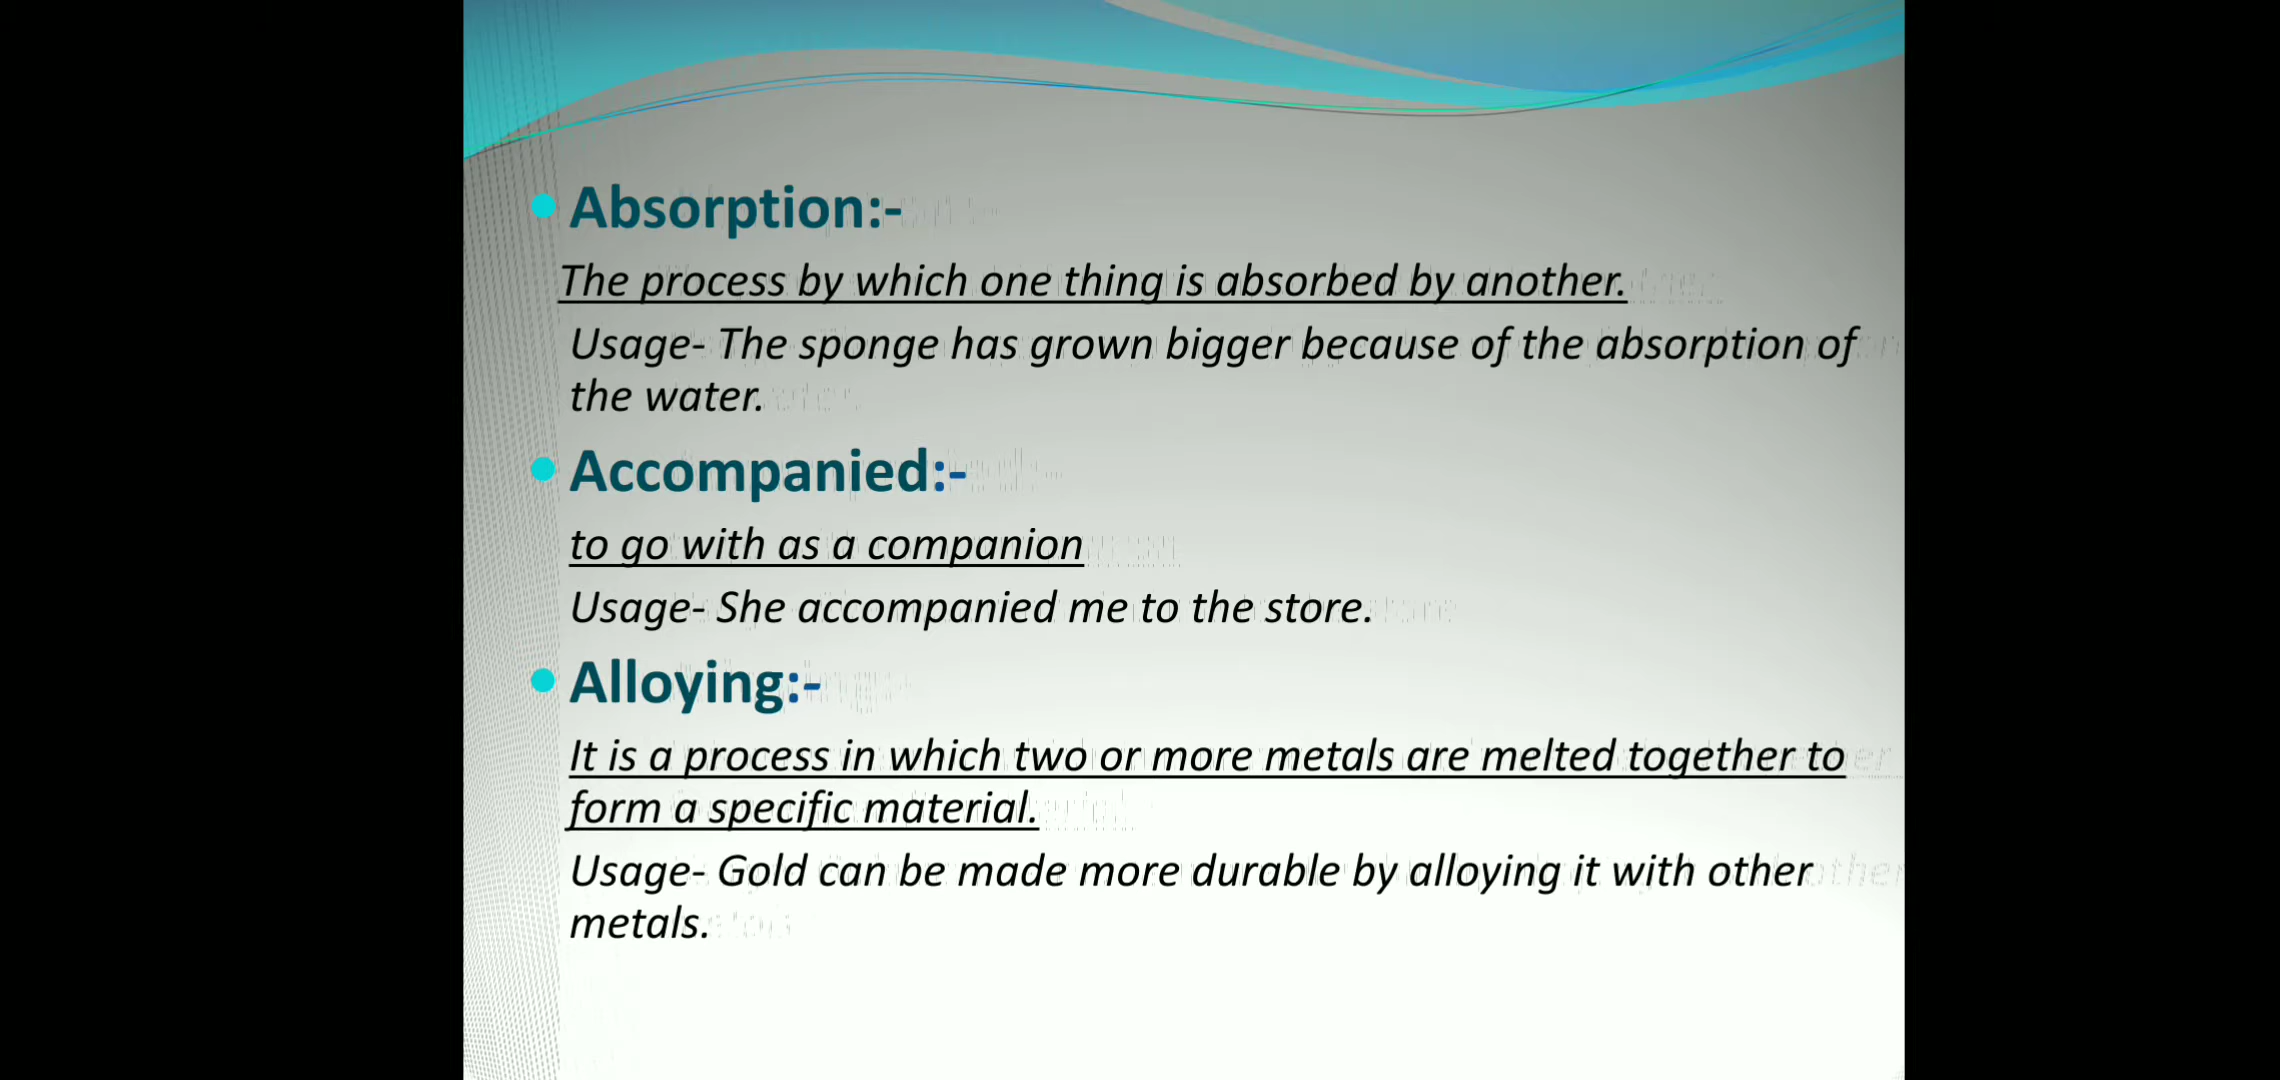 Absorption:-
The process by which one thing is absorbed by another.
Usage- The sponge has grown bigger because of the absorption of
the water.
Accompanied:-
to go with as a companion
Usage- She accompanied me to the store.
Alloying:-
It is a process in which two or more metals are melted together to
form a specific material.
Usage- Gold can be made more durable by alloying it with other
metals.